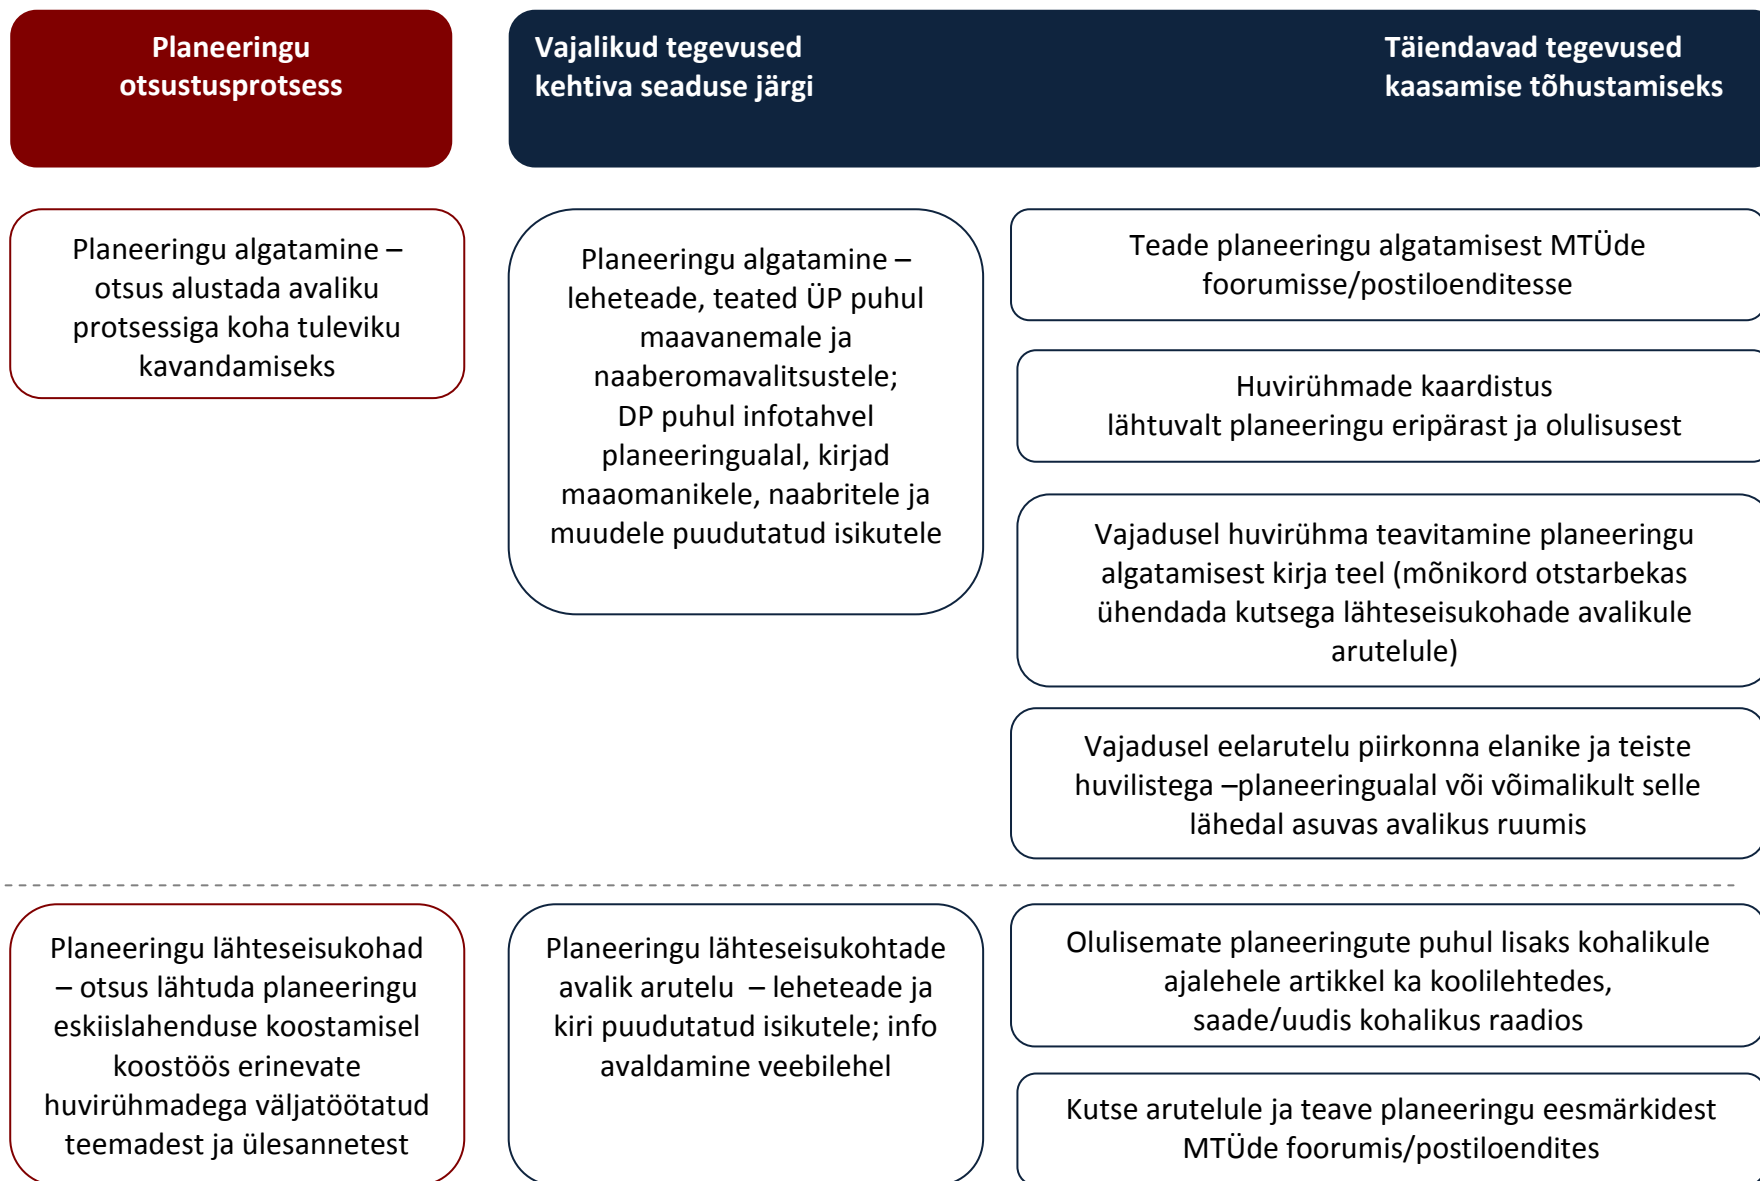 Planeeringu
otsustusprotsess
Vajalikud tegevused
kehtiva seaduse järgi
Täiendavad tegevused
kaasamise tõhustamiseks
Planeeringu algatamine –
otsus alustada avaliku
protsessiga koha tuleviku
kavandamiseks
Planeeringu algatamine –
leheteade, teated ÜP puhul
maavanemale ja
naaberomavalitsustele;
DP puhul infotahvel
planeeringualal, kirjad
maaomanikele, naabritele ja
muudele puudutatud isikutele
Teade planeeringu algatamisest MTÜde
foorumisse/postiloenditesse
Huvirühmade kaardistus
lähtuvalt planeeringu eripärast ja olulisusest
Vajadusel huvirühma teavitamine planeeringu
algatamisest kirja teel (mõnikord otstarbekas
ühendada kutsega lähteseisukohade avalikule
arutelule)
Vajadusel eelarutelu piirkonna elanike ja teiste
huvilistega –planeeringualal või võimalikult selle
lähedal asuvas avalikus ruumis
Planeeringu lähteseisukohad
– otsus lähtuda planeeringu
eskiislahenduse koostamisel
koostöös erinevate
huvirühmadega väljatöötatud
teemadest ja ülesannetest
Planeeringu lähteseisukohtade
avalik arutelu – leheteade ja
kiri puudutatud isikutele; info
avaldamine veebilehel
Olulisemate planeeringute puhul lisaks kohalikule
ajalehele artikkel ka koolilehtedes,
saade/uudis kohalikus raadios
Kutse arutelule ja teave planeeringu eesmärkidest
MTÜde foorumis/postiloendites